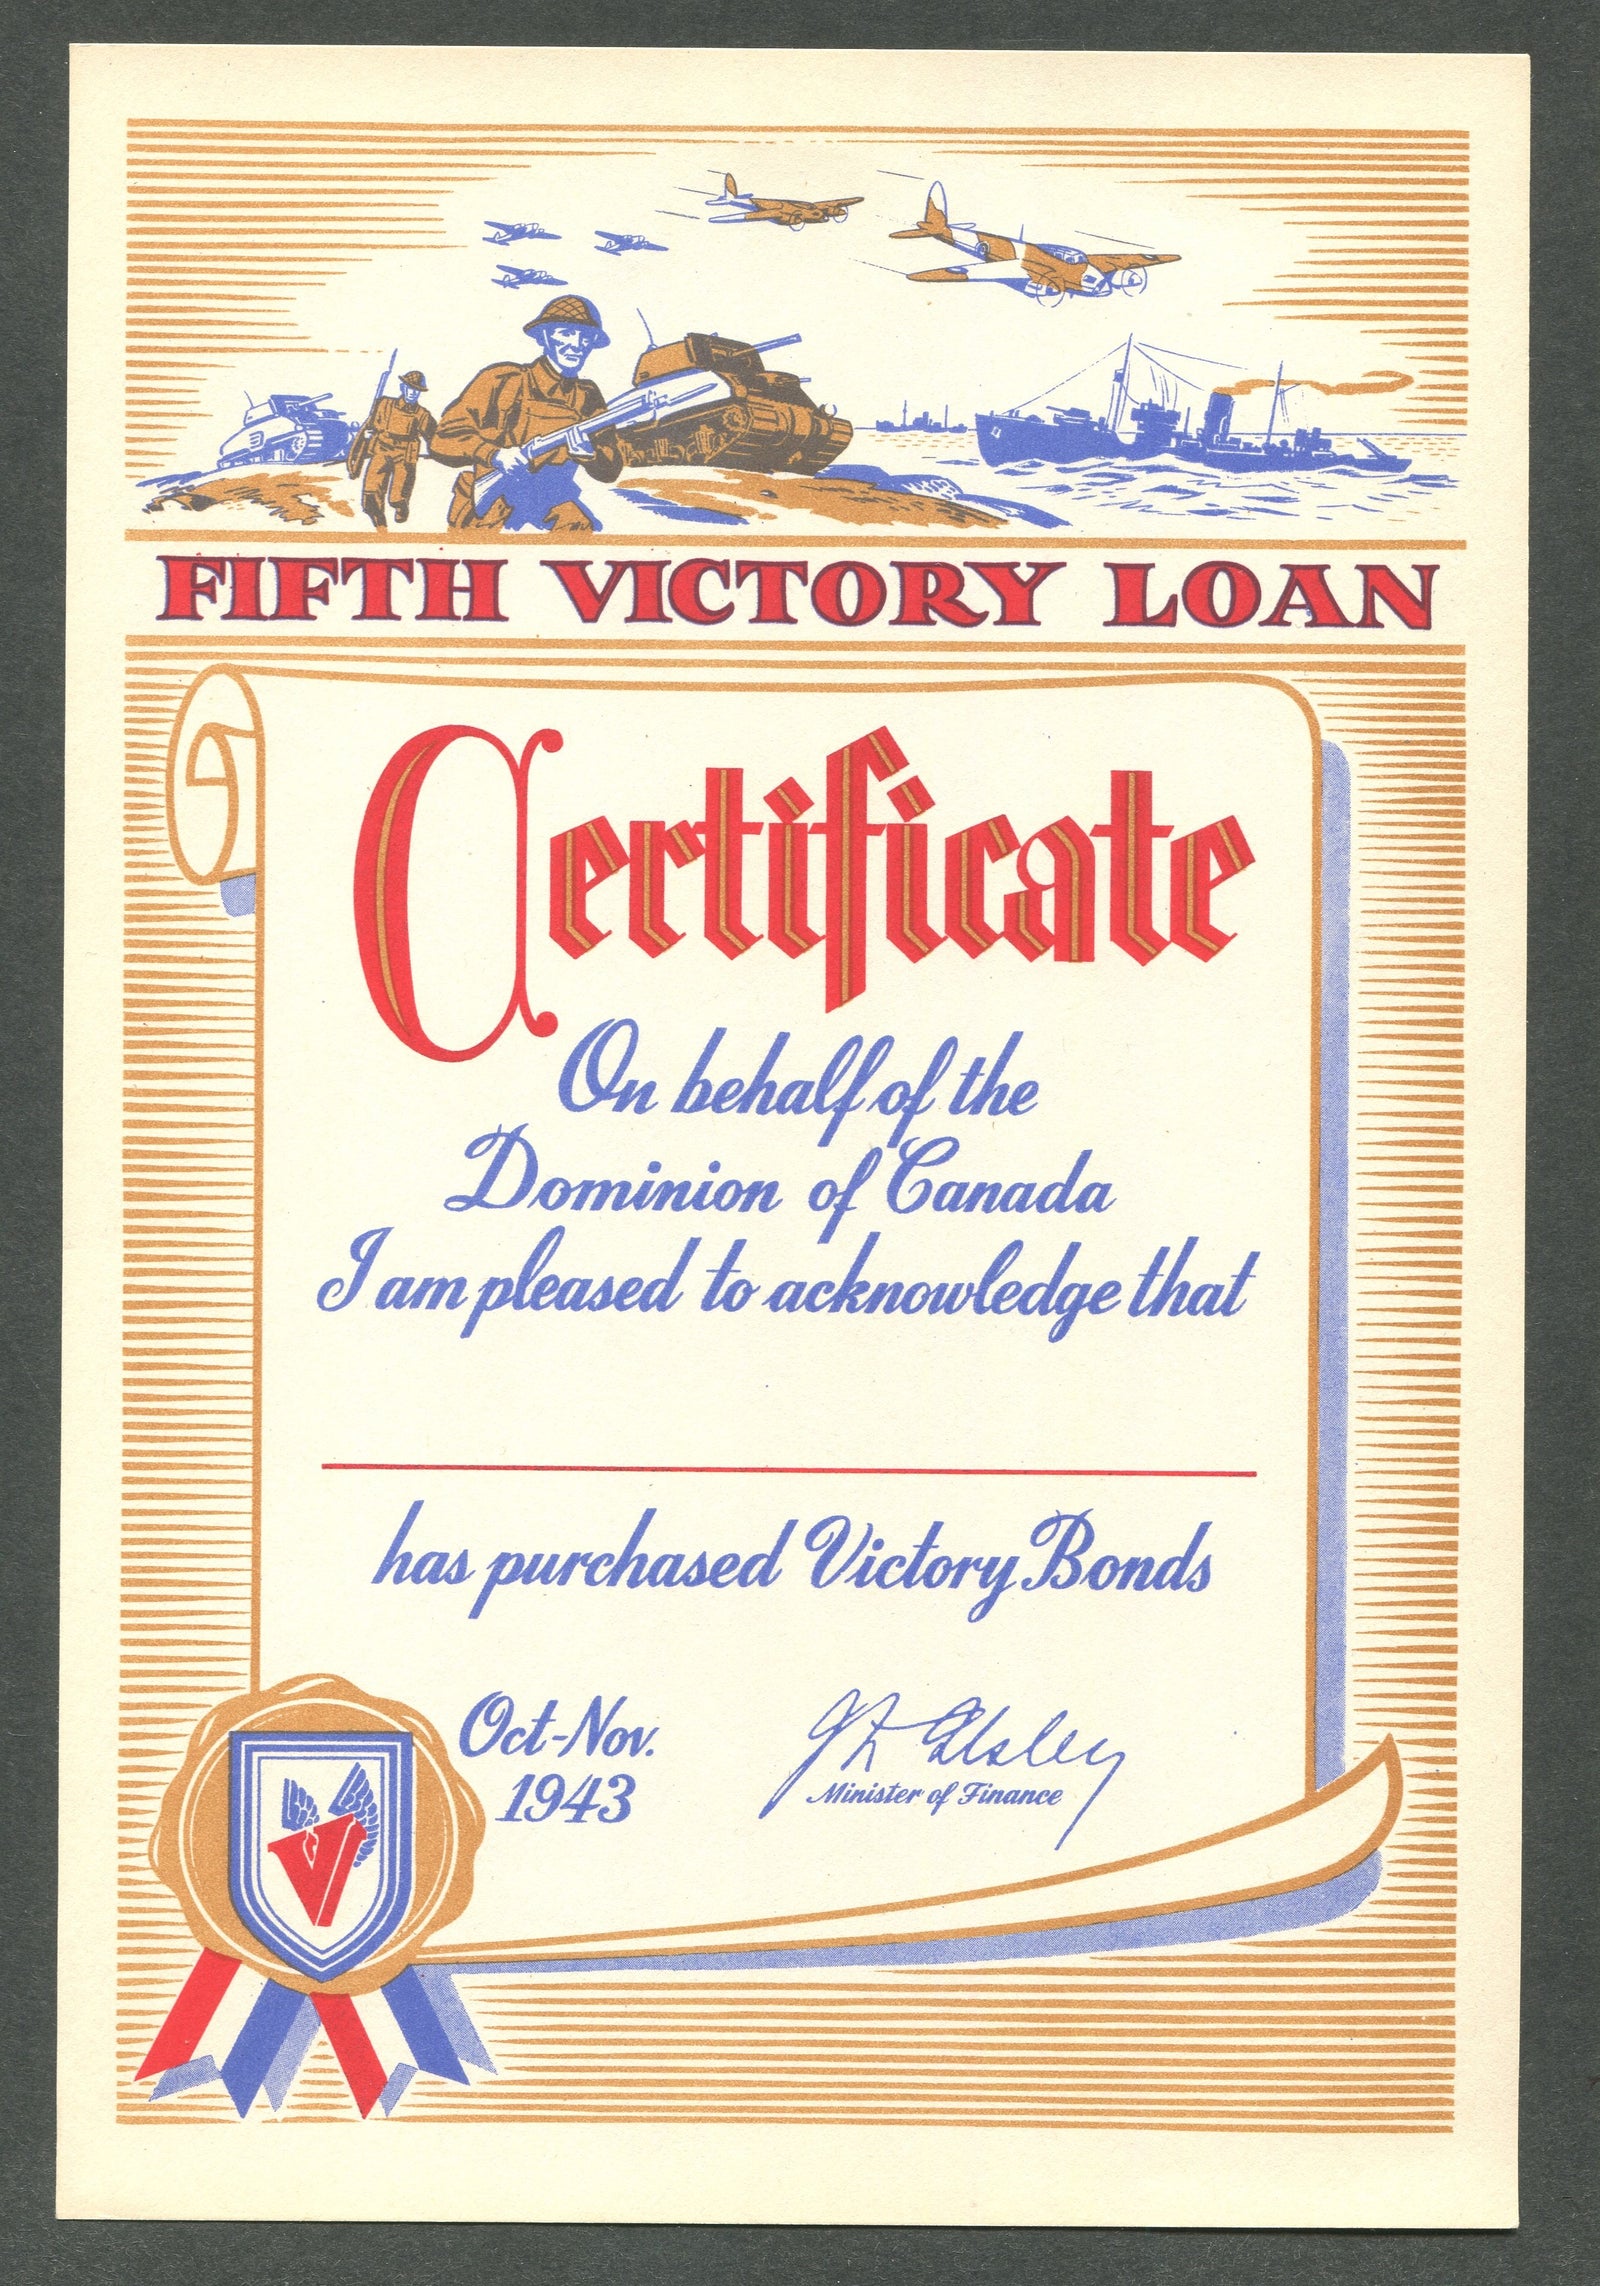 FIFTH VICTORY LOAN
Certificate
On behalf of the
Dominion of Canada
I am pleased to acknowledge that
has purchased Victory Bonds
Oct-Nov.
1943
J L Ilsley
Minister of Finance
V